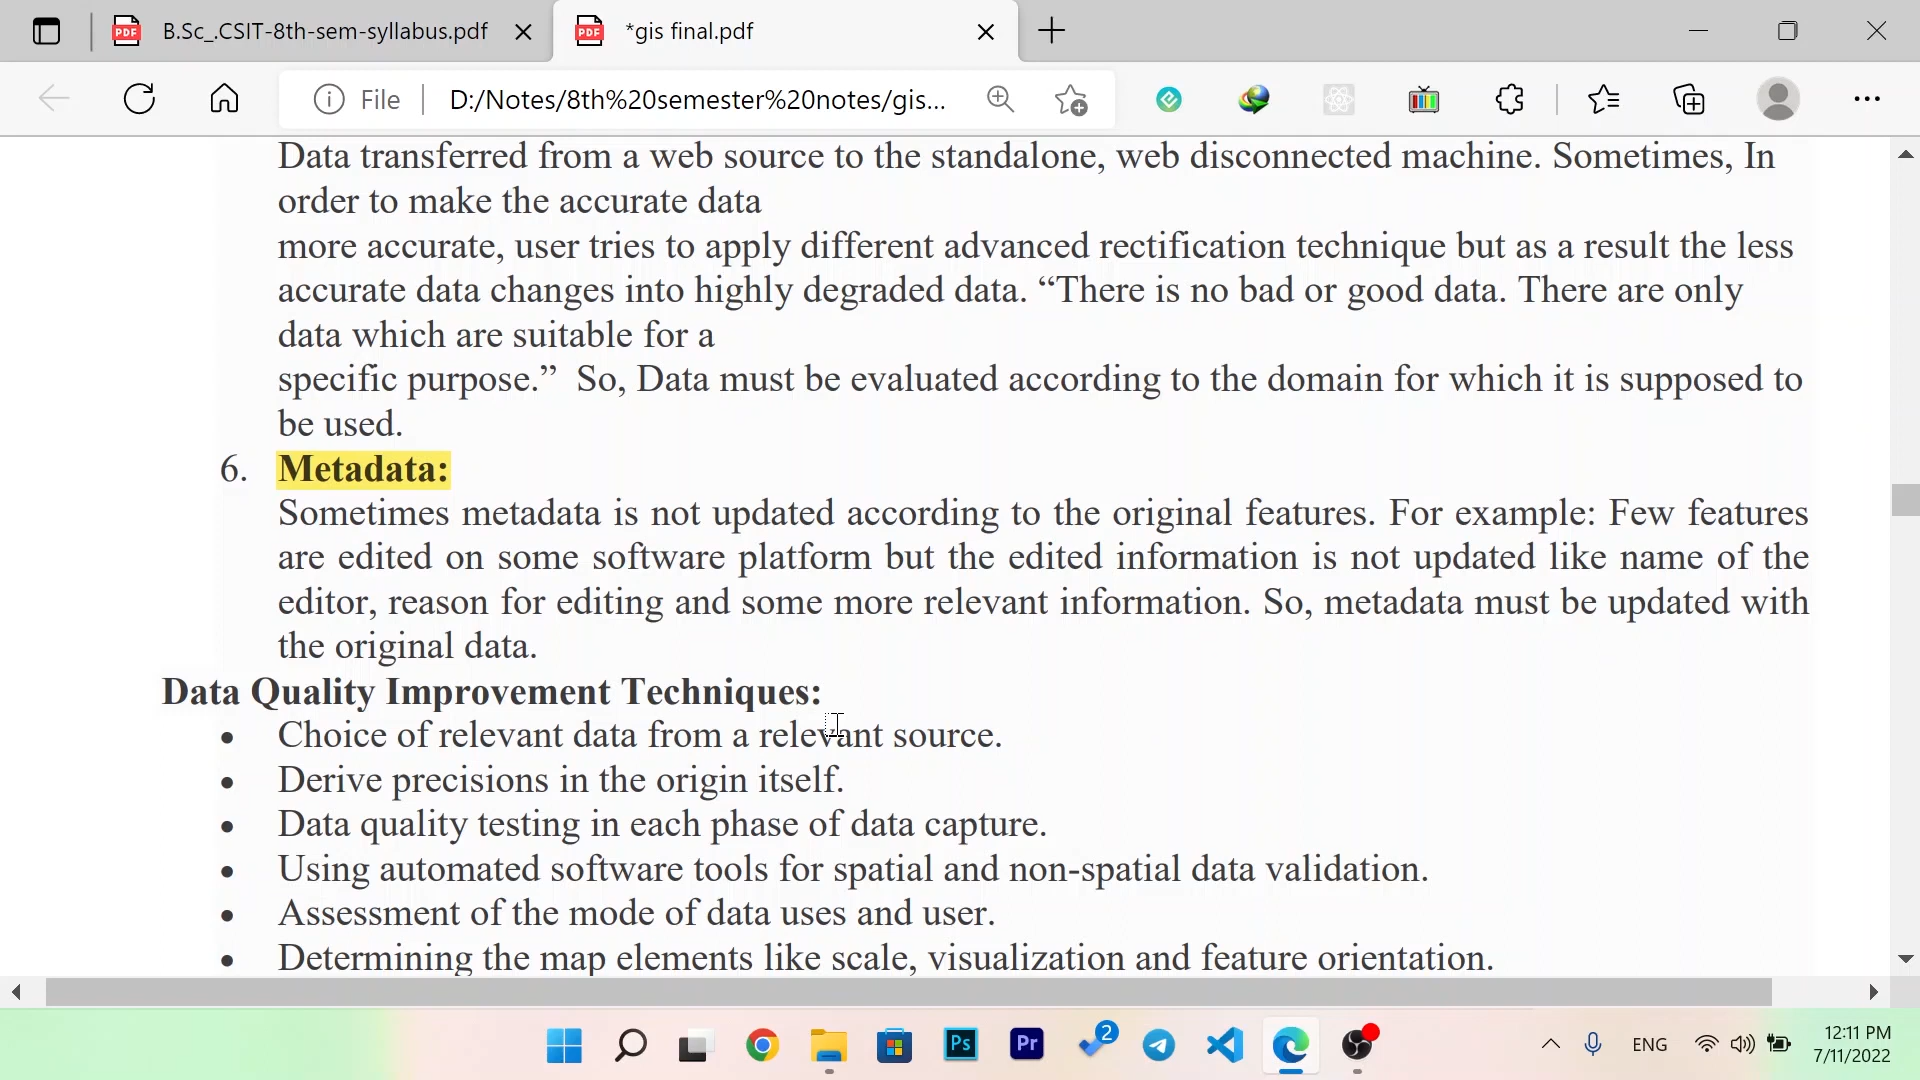 B.Sc_.CSIT-8th-sem-syllabus.pdf
*gis final.pdf
File
D:/Notes/8th%20semester%20notes/gis...
Data transferred from a web source to the standalone, web disconnected machine. Sometimes, In
order to make the accurate data
more accurate, user tries to apply different advanced rectification technique but as a result the less
accurate data changes into highly degraded data. “There is no bad or good data. There are only
data which are suitable for a
specific purpose.” So, Data must be evaluated according to the domain for which it is supposed to
be used.
6. Metadata:
Sometimes metadata is not updated according to the original features. For example: Few features
are edited on some software platform but the edited information is not updated like name of the
editor, reason for editing and some more relevant information. So, metadata must be updated with
the original data.
Data Quality Improvement Techniques:
• Choice of relevant data from a relevant source.
• Derive precisions in the origin itself.
• Data quality testing in each phase of data capture.
• Using automated software tools for spatial and non-spatial data validation.
• Assessment of the mode of data uses and user.
• Determining the map elements like scale, visualization and feature orientation.
Ps
Pr
2
ENG
12:11 PM
7/11/2022